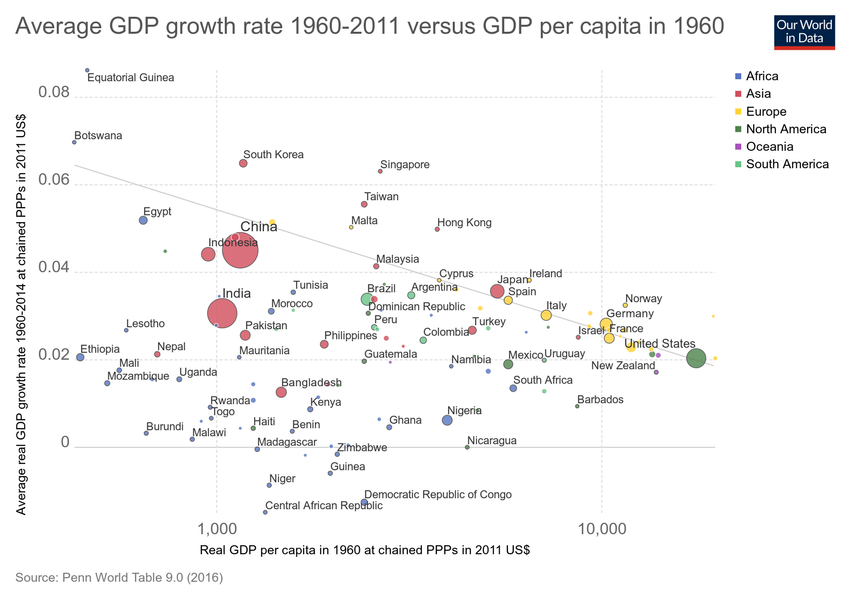 Average GDP growth rate 1960-2011 versus GDP per capita in 1960
Our World
in Data
Average real GDP growth rate 1960-2014 at chained PPPs in 2011 US$
0.08
0.06
0.04
0.02
0
Africa
Asia
Europe
North America
Oceania
South America
Equatorial Guinea
Botswana
South Korea
Singapore
Taiwan
Egypt
Malta
Hong Kong
China
Indonesia
Malaysia
Cyprus
Ireland
Japan
Tunisia
Brazil
Argentina
Spain
India
Morocco
Dominican Republic
Norway
Italy
Germany
Lesotho
Pakistan
Peru
Turkey
Philippines
Colombia
Israel
France
Ethiopia
Nepal
Mauritania
Guatemala
United States
Mali
Namibia
Mexico
Uruguay
New Zealand
Mozambique
Uganda
Bangladesh
South Africa
Rwanda
Kenya
Barbados
Togo
Nigeria
Burundi
Malawi
Haiti
Benin
Ghana
Madagascar
Zimbabwe
Nicaragua
Guinea
Niger
Democratic Republic of Congo
Central African Republic
1,000
10,000
Real GDP per capita in 1960 at chained PPPs in 2011 US$
Source: Penn World Table 9.0 (2016)